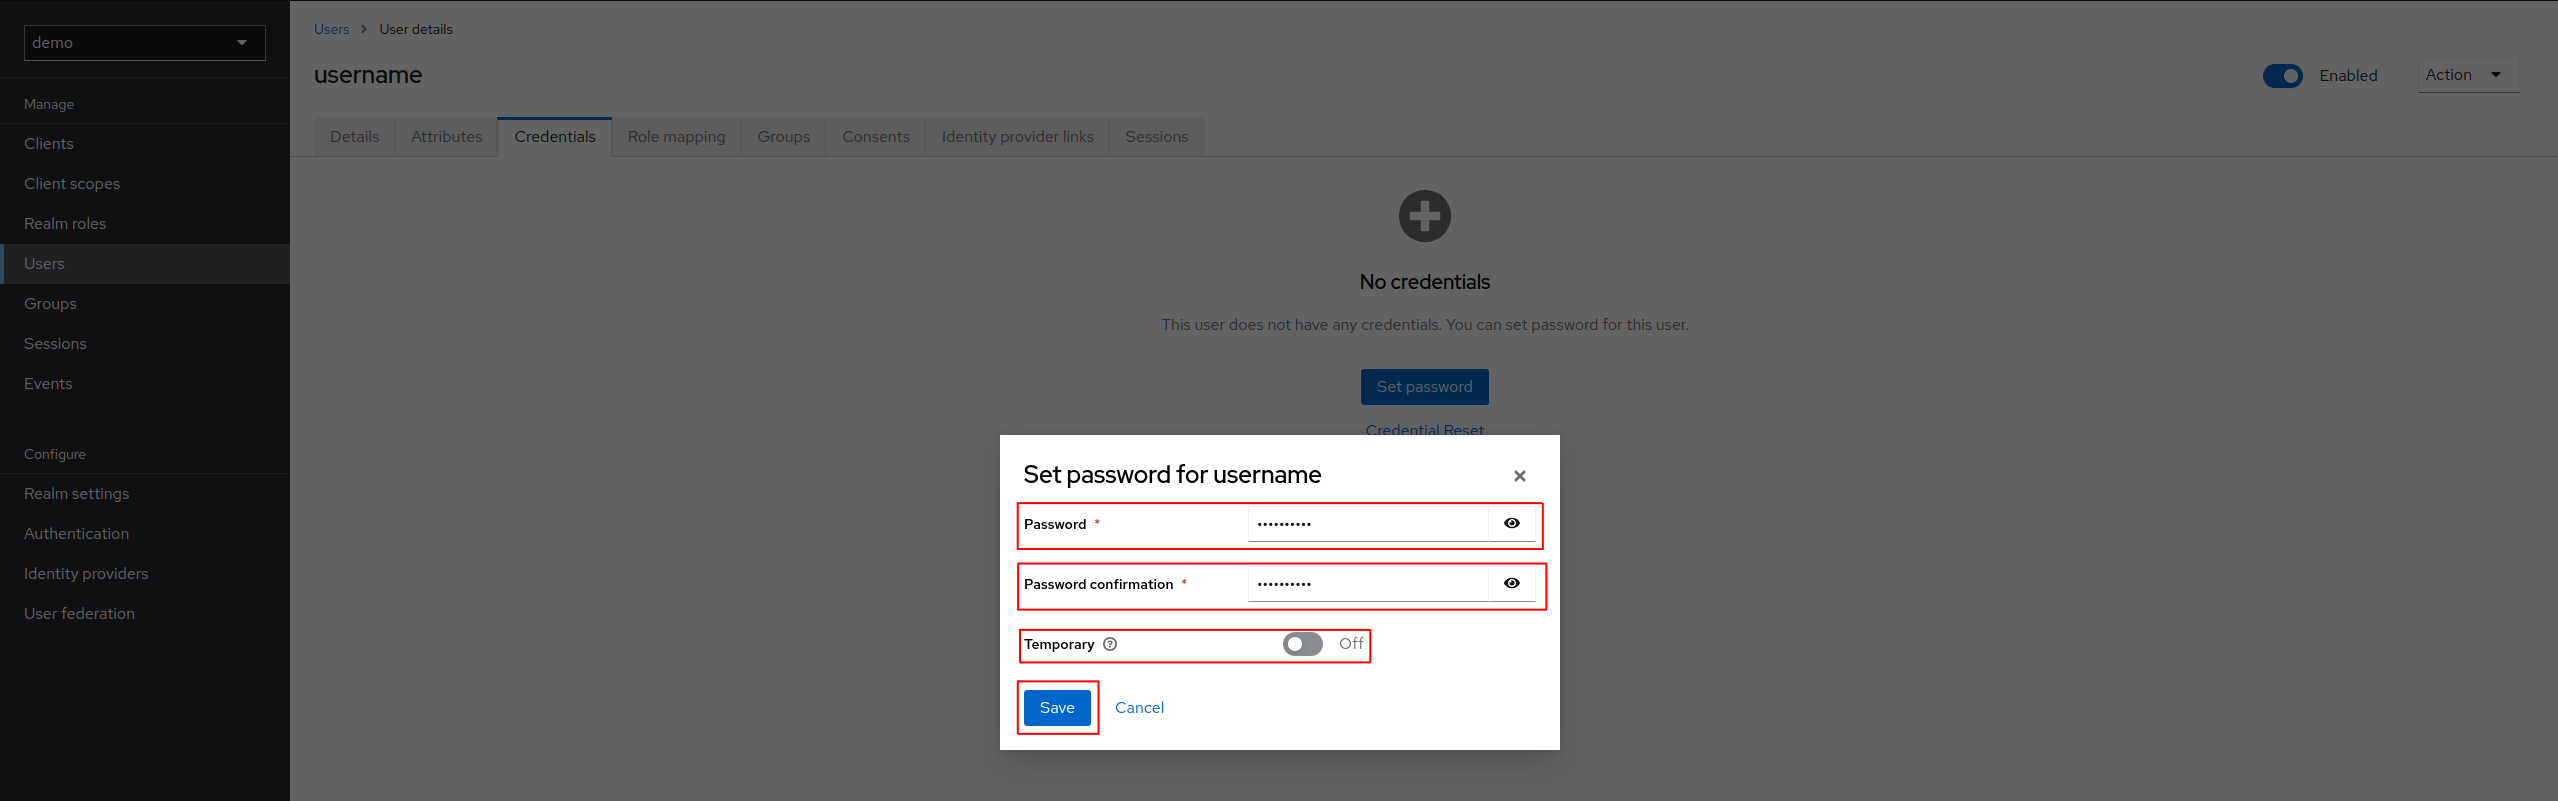 demo
Manage
Clients
Client scopes
Realm roles
Users
Groups
Sessions
Events
Configure
Realm settings
Authentication
Identity providers
User federation
Users > User details
username
Enabled
Action
Details Attributes Credentials Role mapping Groups Consents Identity provider links Sessions
No credentials
This user does not have any credentials. You can set password for this user.
Set password
Credential Reset
Set password for username
Password * ••••••••••
Password confirmation * ••••••••••
Temporary ? Off
Save Cancel